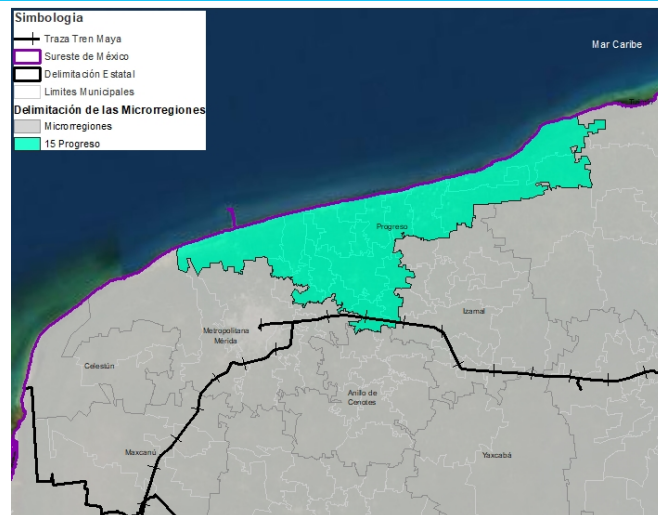 Simbologia
Traza Tren Maya
Sureste de México
Delimitación Estatal
Limites Municipales
Delimitación de las Microrregiones
Microrregiones
15 Progreso
Mar Caribe
Progreso
Izamal
Metropolitana
Mérida
Celestún
Anillo de
Cenotes
Maxcanú
Yaxcabá